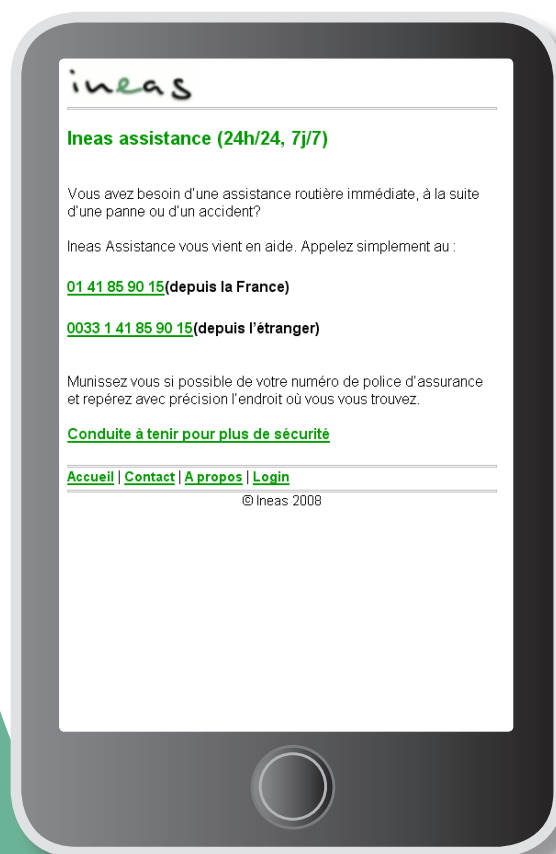 ineas
Ineas assistance (24h/24, 7j/7)
Vous avez besoin d'une assistance routière immédiate, à la suite
d'une panne ou d'un accident?
Ineas Assistance vous vient en aide. Appelez simplement au :
01 41 85 90 15(depuis la France)
0033 1 41 85 90 15(depuis l'étranger)
Munissez vous si possible de votre numéro de police d'assurance
et repérez avec précision l'endroit où vous vous trouvez.
Conduite à tenir pour plus de sécurité
Accueil | Contact | A propos | Login
© Ineas 2008